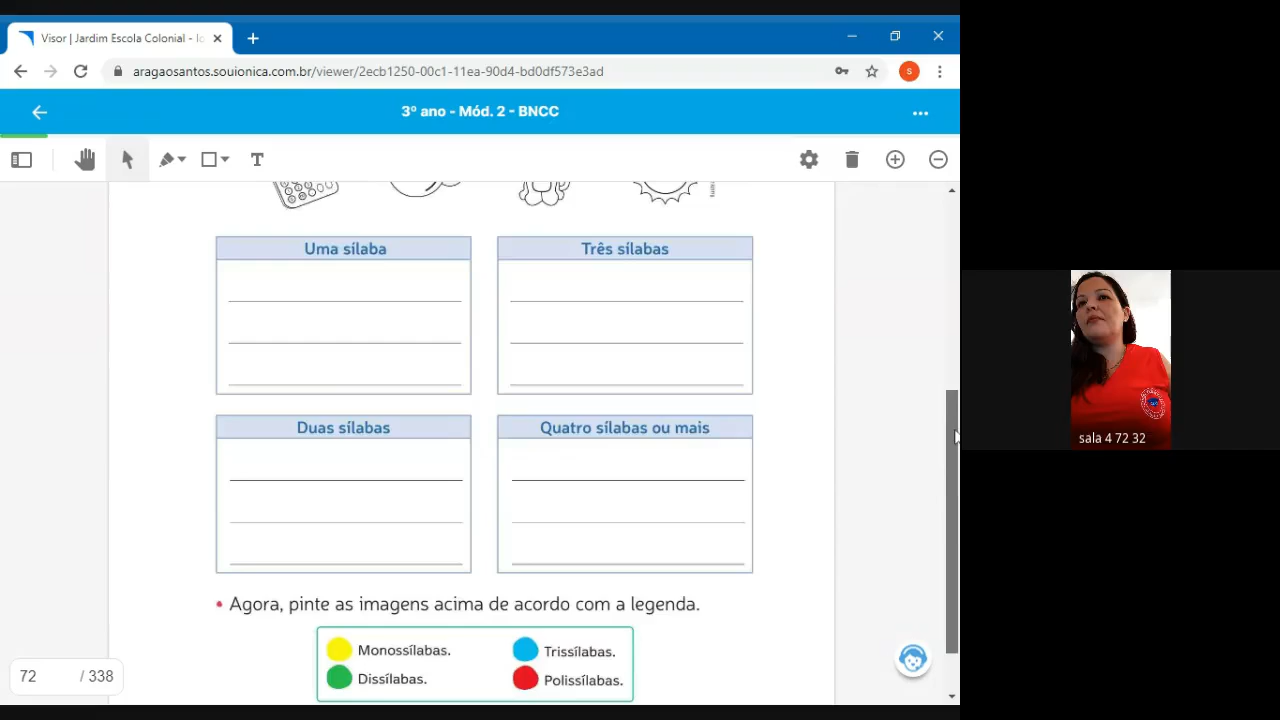 Visor | Jardim Escola Colonial - Io
aragaosantos.souionica.com.br/viewer/2ecb1250-00c1-11ea-90d4-bd0df573e3ad
S
3º ano - Mód. 2 - BNCC
T
Uma sílaba
Três sílabas
Duas sílabas
Quatro sílabas ou mais
• Agora, pinte as imagens acima de acordo com a legenda.
Monossílabas.
Trissílabas.
Dissílabas.
Polissílabas.
72 / 338
sala 4 72 32